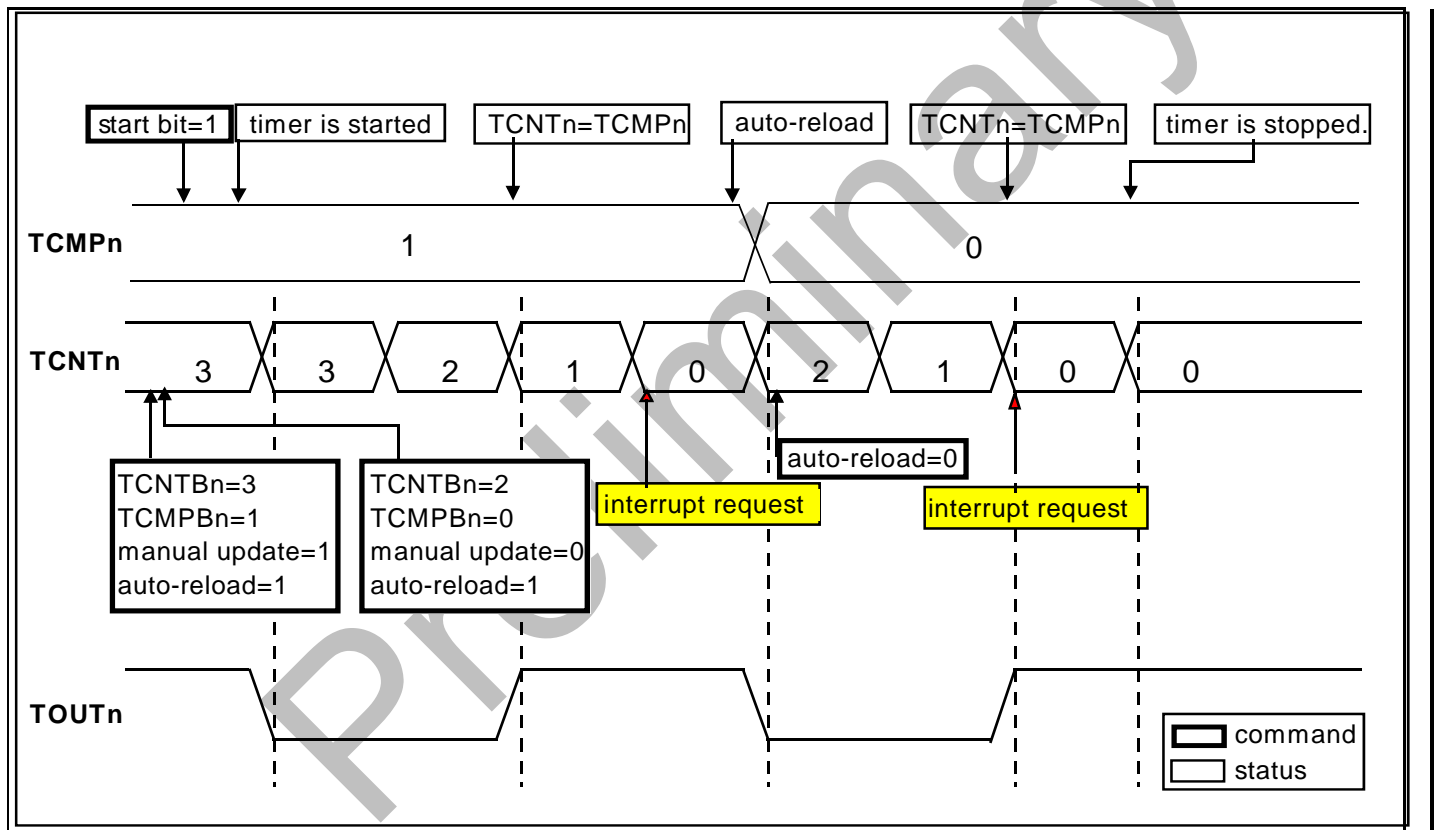 start bit=1 timer is started TCNTn=TCMPn auto-reload TCNTn=TCMPn timer is stopped.
TCMPn 1 0
TCNTn 3 3 2 1 0 2 1 0 0
TCNTBn=3
TCMPBn=1
manual update=1
auto-reload=1
TCNTBn=2
TCMPBn=0
manual update=0
auto-reload=1
interrupt request
auto-reload=0
interrupt request
TOUTn
command
status
Preliminary